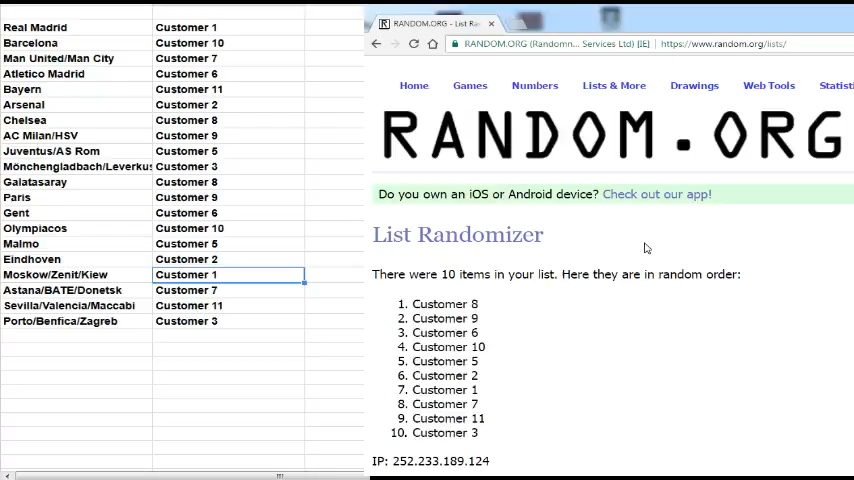 Real Madrid Customer 1
Barcelona Customer 10
Man United/Man City Customer 7
Atletico Madrid Customer 6
Bayern Customer 11
Arsenal Customer 2
Chelsea Customer 8
AC Milan/HSV Customer 9
Juventus/AS Rom Customer 5
Mönchengladbach/Leverkus Customer 3
Galatasaray Customer 8
Paris Customer 9
Gent Customer 6
Olympiacos Customer 10
Malmo Customer 5
Eindhoven Customer 2
Moskow/Zenit/Kiew Customer 1
Astana/BATE/Donetsk Customer 7
Sevilla/Valencia/Maccabi Customer 11
Porto/Benfica/Zagreb Customer 3
RANDOM.ORG - List Ra
RANDOM.ORG (Randomn... Services Ltd) [IE] https://www.random.org/lists/
Home Games Numbers Lists & More Drawings Web Tools Statisti
RANDOM.ORG
Do you own an iOS or Android device? Check out our app!
List Randomizer
There were 10 items in your list. Here they are in random order:
1. Customer 8
2. Customer 9
3. Customer 6
4. Customer 10
5. Customer 5
6. Customer 2
7. Customer 1
8. Customer 7
9. Customer 11
10. Customer 3
IP: 252.233.189.124